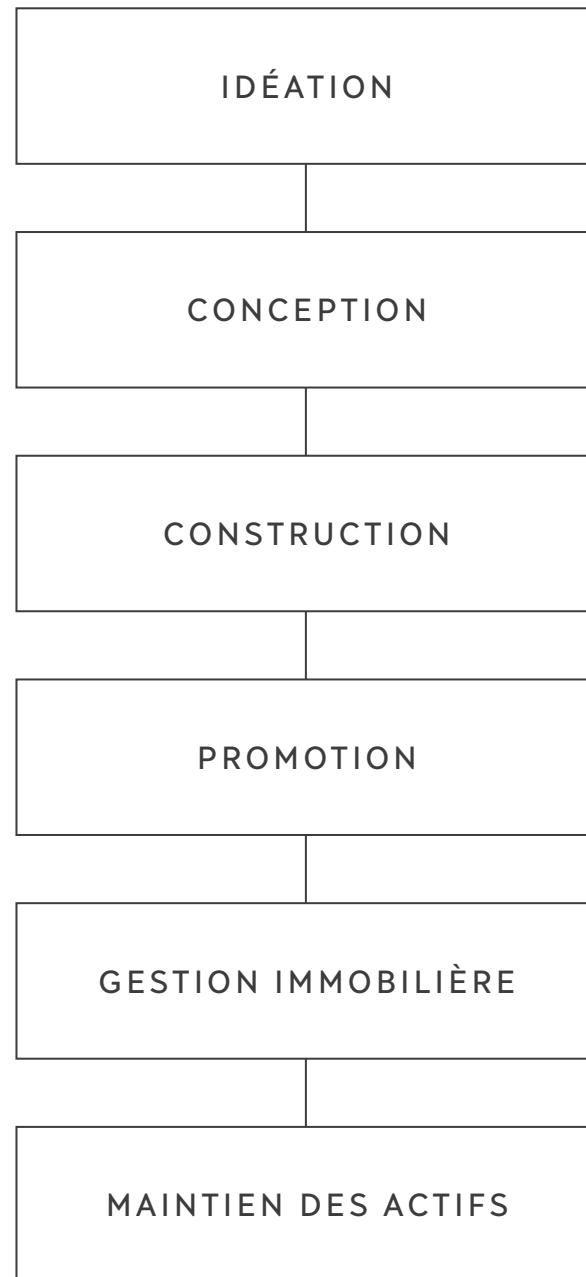 IDÉATION
CONCEPTION
CONSTRUCTION
PROMOTION
GESTION IMMOBILIÈRE
MAINTIEN DES ACTIFS